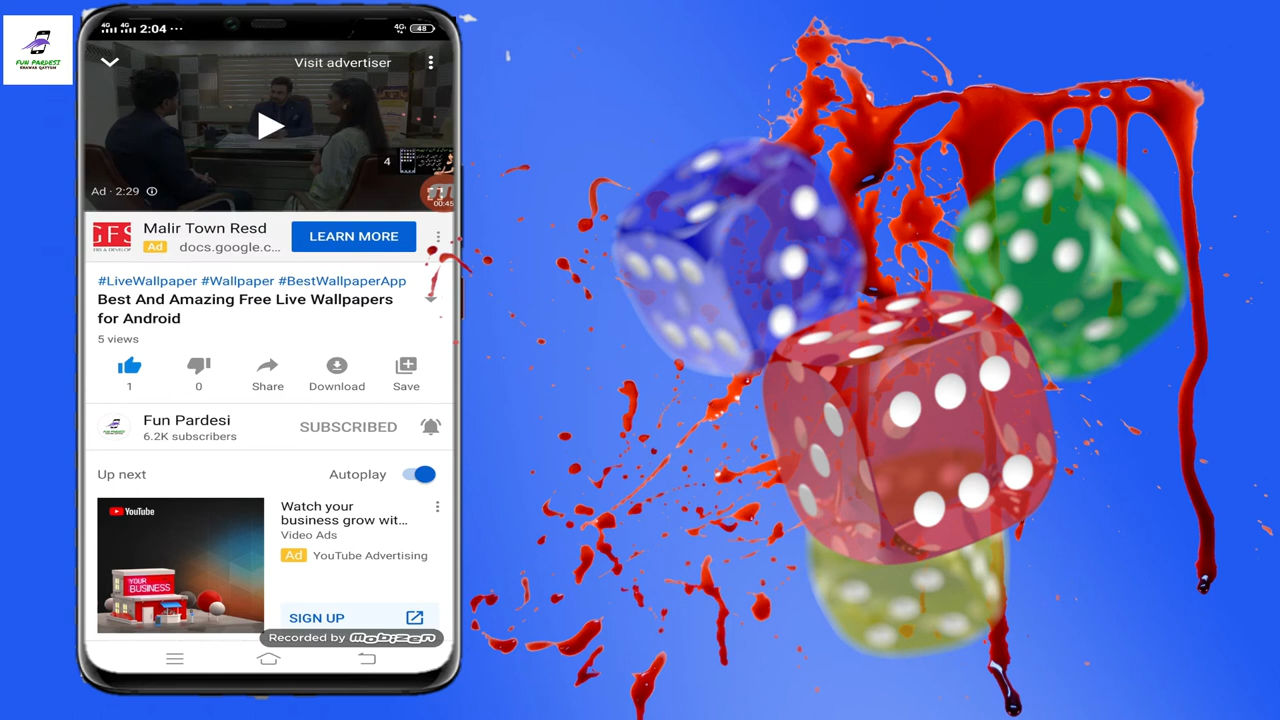 FUN PARDESI
KHAWAR QAYYUM
4G 4G 2:04 ···
4G 48
Visit advertiser
4
Ad · 2:29
00:45
GFS
Malir Town Resd
Ad docs.google.c...
LEARN MORE
#LiveWallpaper #Wallpaper #BestWallpaperApp
Best And Amazing Free Live Wallpapers
for Android
5 views
1
0
Share
Download
Save
Fun Pardesi
6.2K subscribers
SUBSCRIBED
Up next
Autoplay
YouTube
YOUR
BUSINESS
Watch your
business grow wit...
Video Ads
Ad YouTube Advertising
SIGN UP
Recorded by mobizen